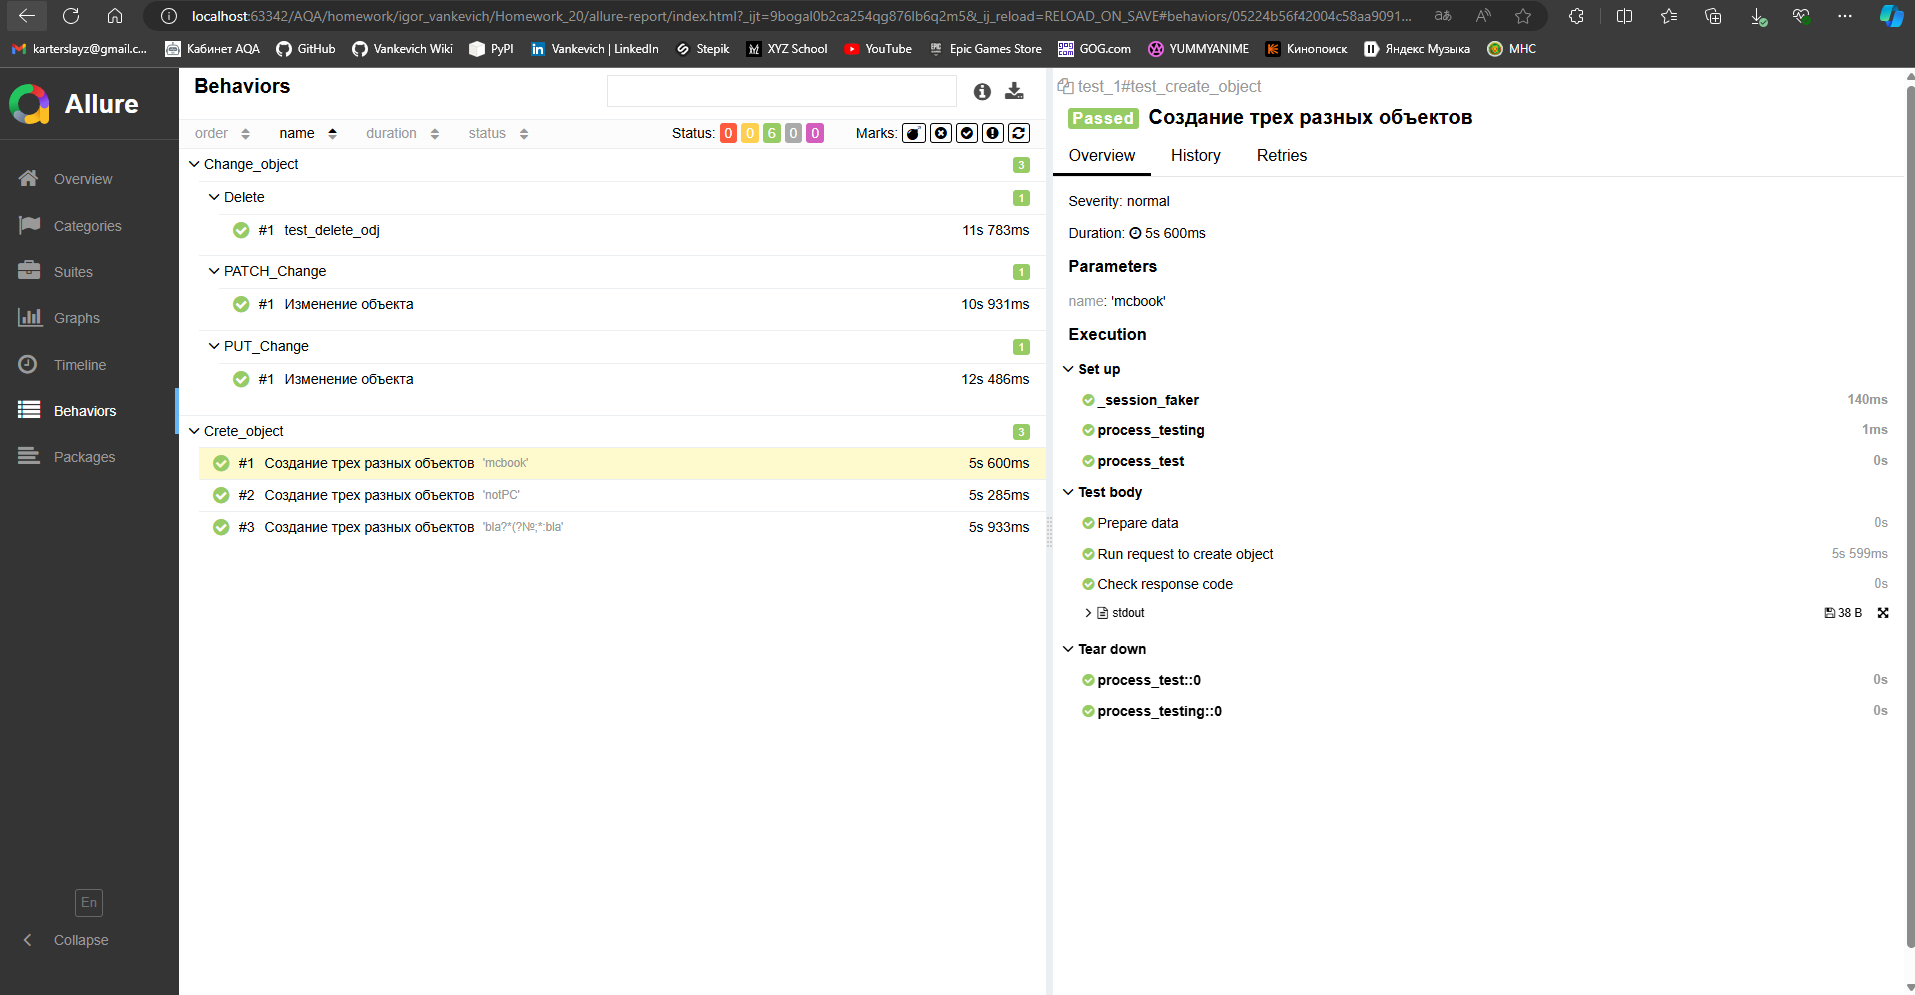 localhost:63342/AQA/homework/igor_vankevich/Homework_20/allure-report/index.html?_ijt=9bogal0b2ca254qg876lb6q2m5&_ij_reload=RELOAD_ON_SAVE#behaviors/05224b56f42004c58aa9091...
karterslayz@gmail.c... Кабинет AQA GitHub Vankevich Wiki PyPI Vankevich | LinkedIn Stepik XYZ School YouTube Epic Games Store GOG.com YUMMYANIME Кинопоиск Яндекс Музыка МНС
Allure
Overview
Categories
Suites
Graphs
Timeline
Behaviors
Packages
En
Collapse
Behaviors
order name duration status Status: 0 0 6 0 0 Marks:
Change_object 3
Delete 1
#1 test_delete_odj 11s 783ms
PATCH_Change 1
#1 Изменение объекта 10s 931ms
PUT_Change 1
#1 Изменение объекта 12s 486ms
Crete_object 3
#1 Создание трех разных объектов 'mcbook' 5s 600ms
#2 Создание трех разных объектов 'notPC' 5s 285ms
#3 Создание трех разных объектов 'bla?*(?№;*:bla' 5s 933ms
test_1#test_create_object
Passed Создание трех разных объектов
Overview History Retries
Severity: normal
Duration: 5s 600ms
Parameters
name: 'mcbook'
Execution
Set up
_session_faker 140ms
process_testing 1ms
process_test 0s
Test body
Prepare data 0s
Run request to create object 5s 599ms
Check response code 0s
stdout 38 B
Tear down
process_test::0 0s
process_testing::0 0s